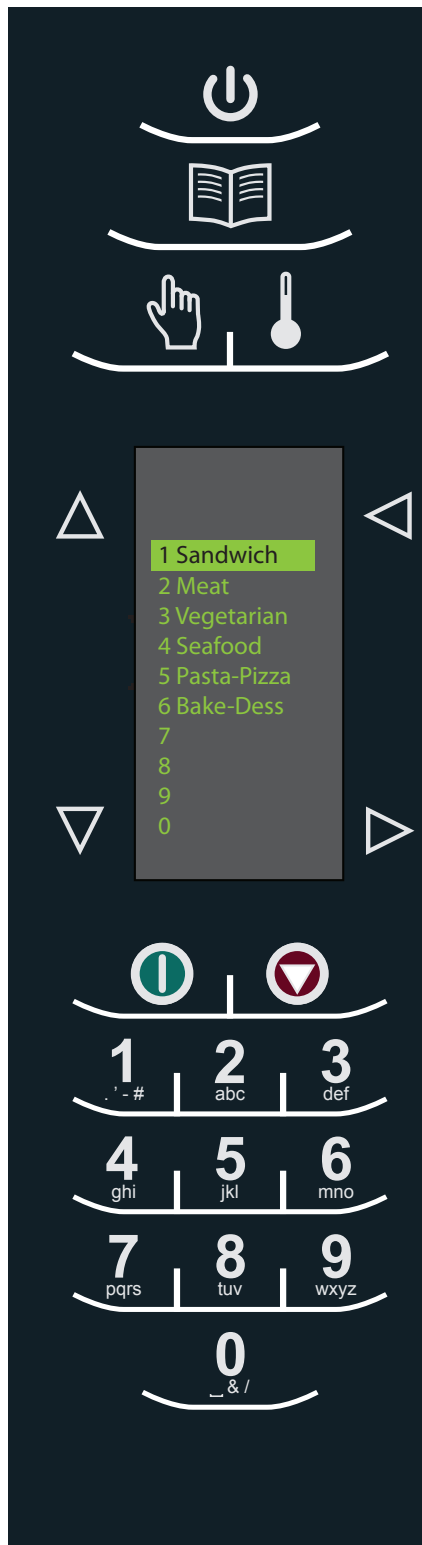 1 Sandwich
2 Meat
3 Vegetarian
4 Seafood
5 Pasta-Pizza
6 Bake-Dess
7
8
9
0
1 2 3
. ' - # abc def
4 5 6
ghi jkl mno
7 8 9
pqrs tuv wxyz
0
⎵ & /